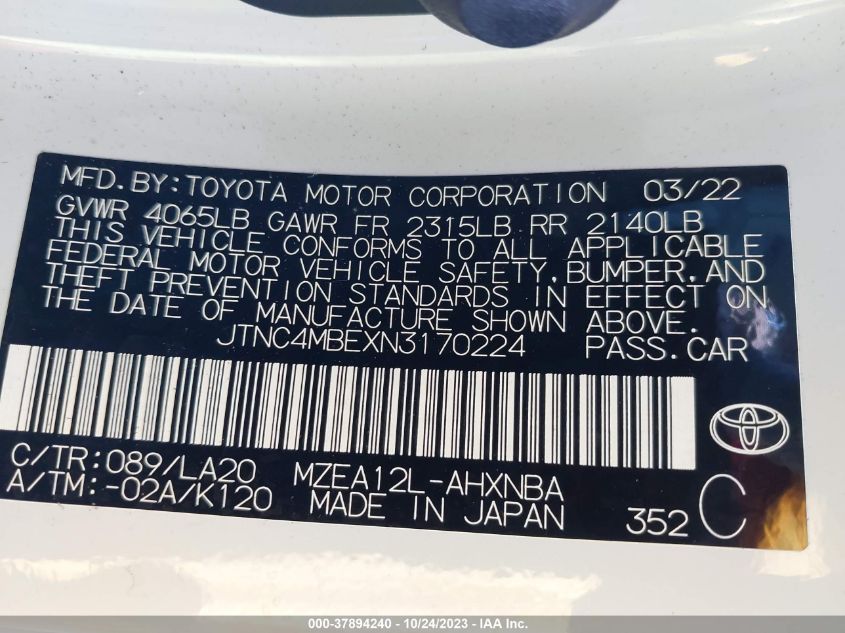 MFD.BY:TOYOTA MOTOR CORPORATION 03/22
GVWR 4065LB GAWR FR 2315LB RR 2140LB
THIS VEHICLE CONFORMS TO ALL APPLICABLE
FEDERAL MOTOR VEHICLE SAFETY,BUMPER,AND
THEFT PREVENTION STANDARDS IN EFFECT ON
THE DATE OF MANUFACTURE SHOWN ABOVE.
JTNC4MBEXN3170224 PASS.CAR
C/TR:089/LA20 MZEA12L-AHXNBA
A/TM:-02A/K120 MADE IN JAPAN 352 C
000-37894240 - 10/24/2023 - IAA Inc.